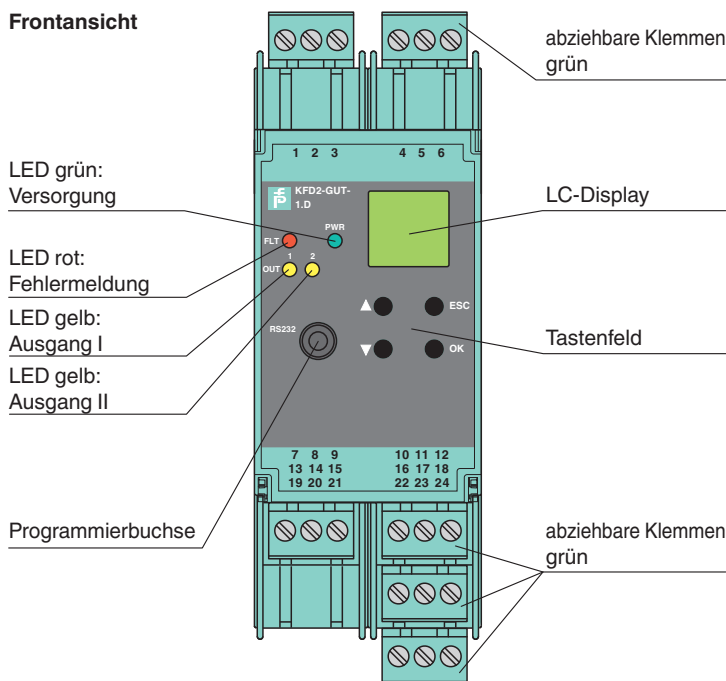 Frontansicht
abziehbare Klemmen
grün
1 2 3 4 5 6
LED grün:
Versorgung
KFD2-GUT-
1.D
LC-Display
PWR
FLT
LED rot:
Fehlermeldung
1 2
OUT
LED gelb:
Ausgang I
ESC
RS232
Tastenfeld
OK
LED gelb:
Ausgang II
7 8 9 10 11 12
13 14 15 16 17 18
19 20 21 22 23 24
Programmierbuchse
abziehbare Klemmen
grün